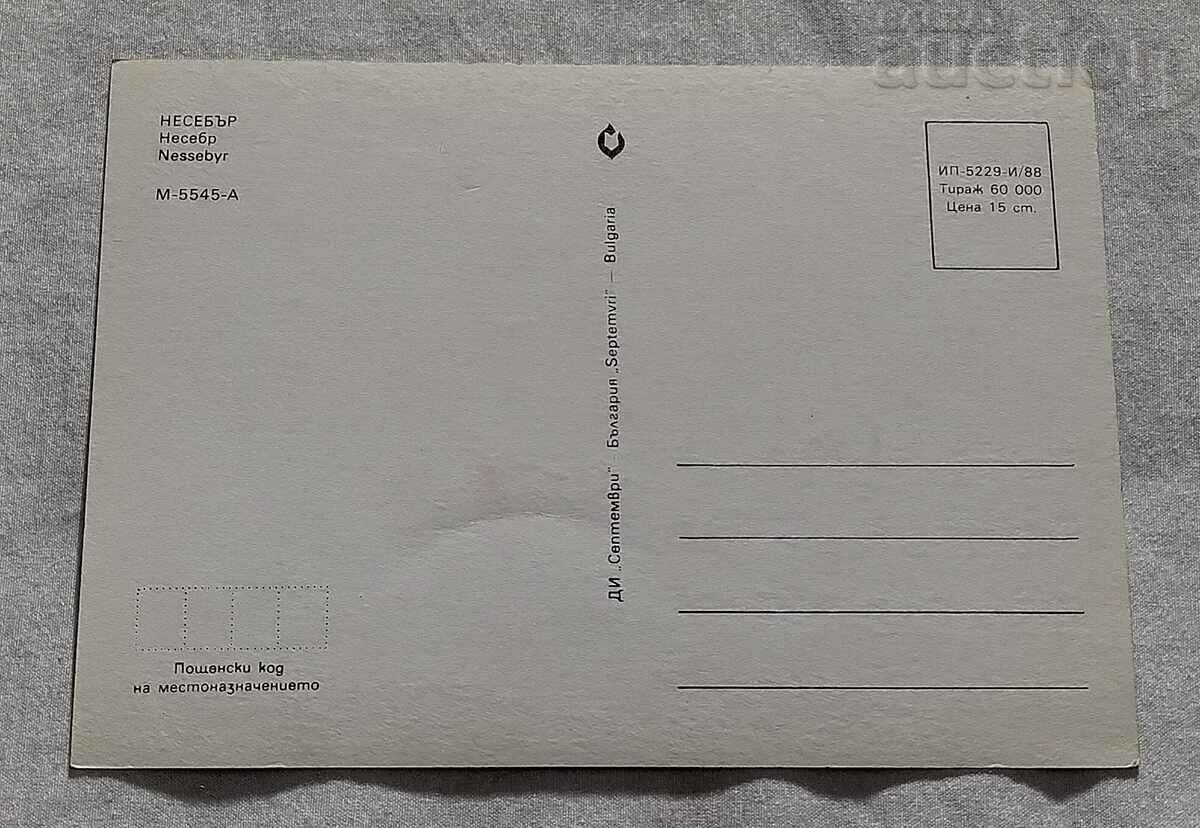 НЕСЕБЪР
Несебр
Nessebyr
М-5545-А
ДИ „Септември" – България „Septemvri" – Bulgaria
ИП-5229-И/88
Тираж 60 000
Цена 15 ст.
Пощенски код
на местоназначението
auction